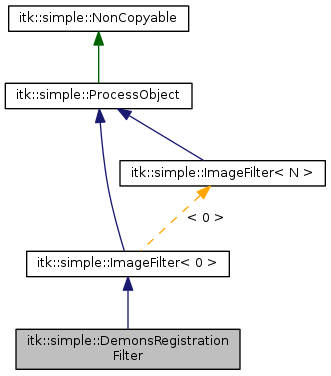 itk::simple::NonCopyable
itk::simple::ProcessObject
itk::simple::ImageFilter< N >
< 0 >
itk::simple::ImageFilter< 0 >
itk::simple::DemonsRegistration
Filter